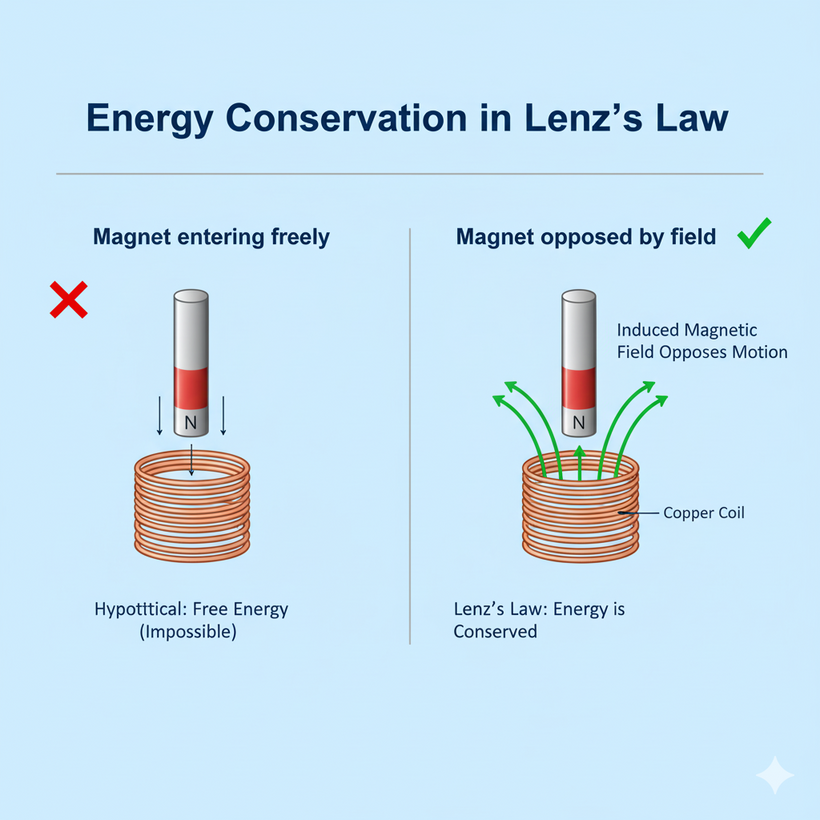 Energy Conservation in Lenz’s Law
Magnet entering freely
N
Hypotttical: Free Energy
(Impossible)
Magnet opposed by field
Induced Magnetic
Field Opposes Motion
N
Copper Coil
Lenz’s Law: Energy is
Conserved